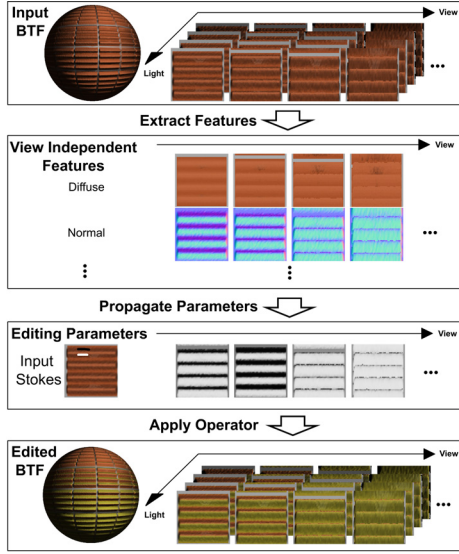 Input
BTF
View
Light
...
Extract Features
View Independent
Features
View
Diffuse
Normal
...
Propagate Parameters
Editing Parameters
View
Input
Stokes
...
Apply Operator
Edited
BTF
View
Light
...